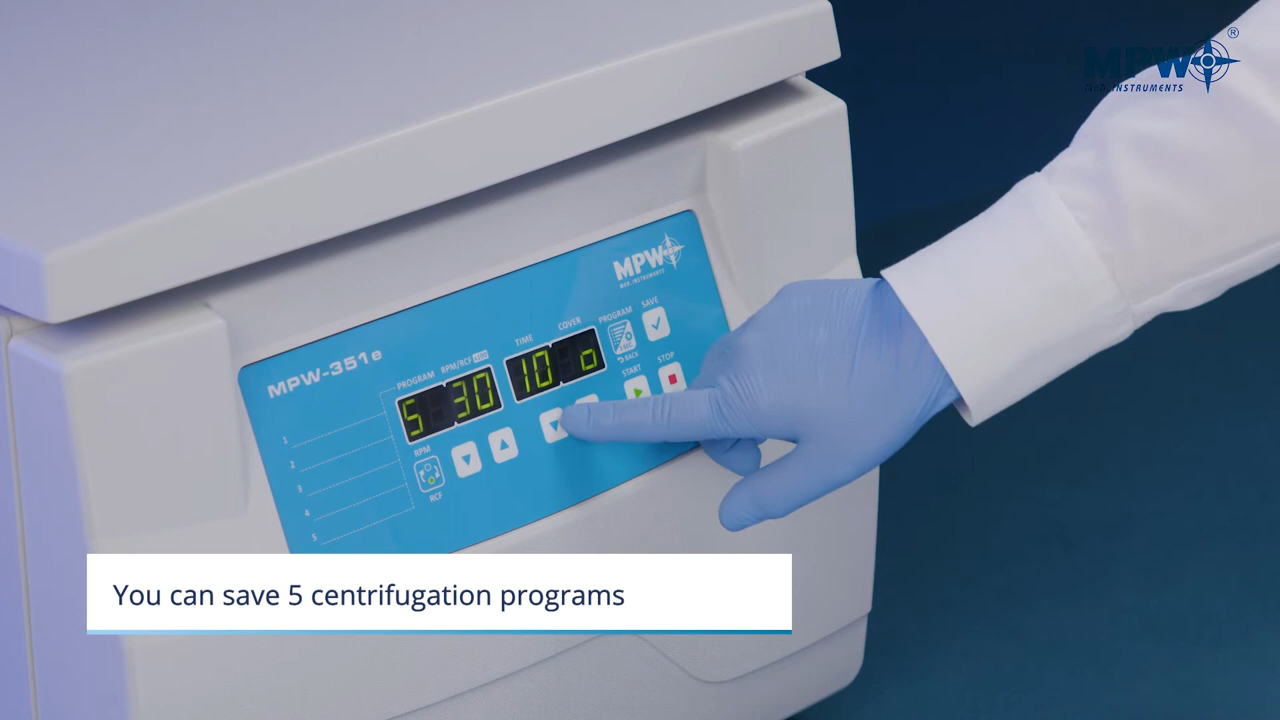 MPW
MED. INSTRUMENTS
®
MPW
MED. INSTRUMENTS
MPW-351e
PROGRAM RPM/RCF x100 TIME COVER PROGRAM SAVE
5 30 10 o
BACK
START STOP
RPM
RCF
1
2
3
4
5
You can save 5 centrifugation programs